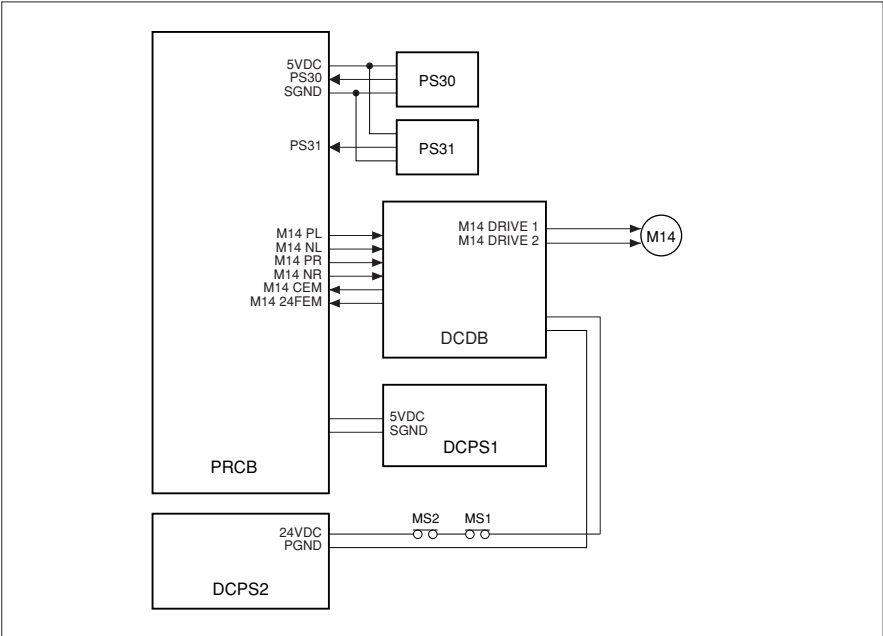 5VDC
PS30
SGND
PS30
PS31
PS31
M14 PL
M14 NL
M14 PR
M14 NR
M14 CEM
M14 24FEM
M14 DRIVE 1
M14 DRIVE 2
M14
DCDB
5VDC
SGND
DCPS1
PRCB
24VDC
PGND
MS2
MS1
DCPS2